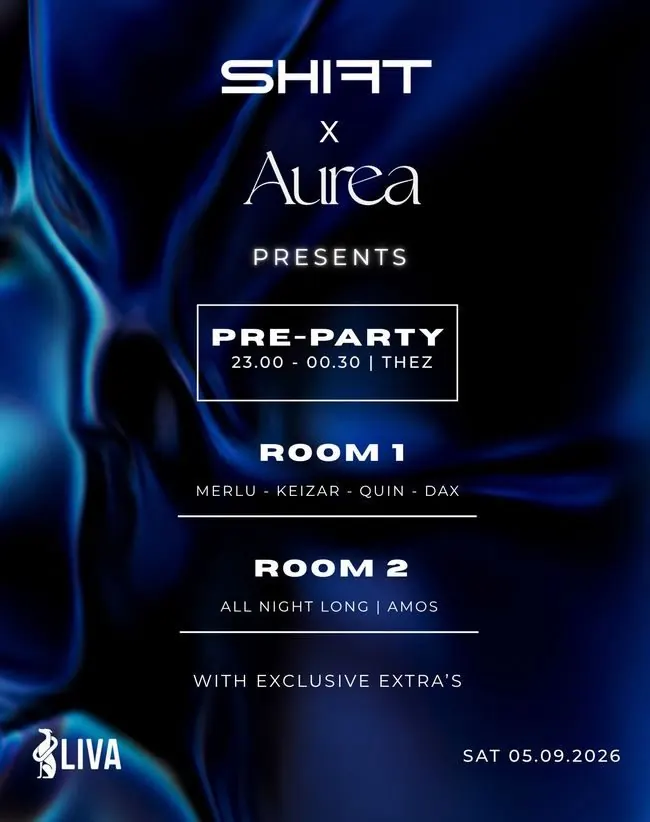 SHIFT
X
Aurea
PRESENTS
PRE-PARTY
23.00 - 00.30 | THEZ
ROOM 1
MERLU - KEIZAR - QUIN - DAX
ROOM 2
ALL NIGHT LONG | AMOS
WITH EXCLUSIVE EXTRA'S
LIVA
SAT 05.09.2026